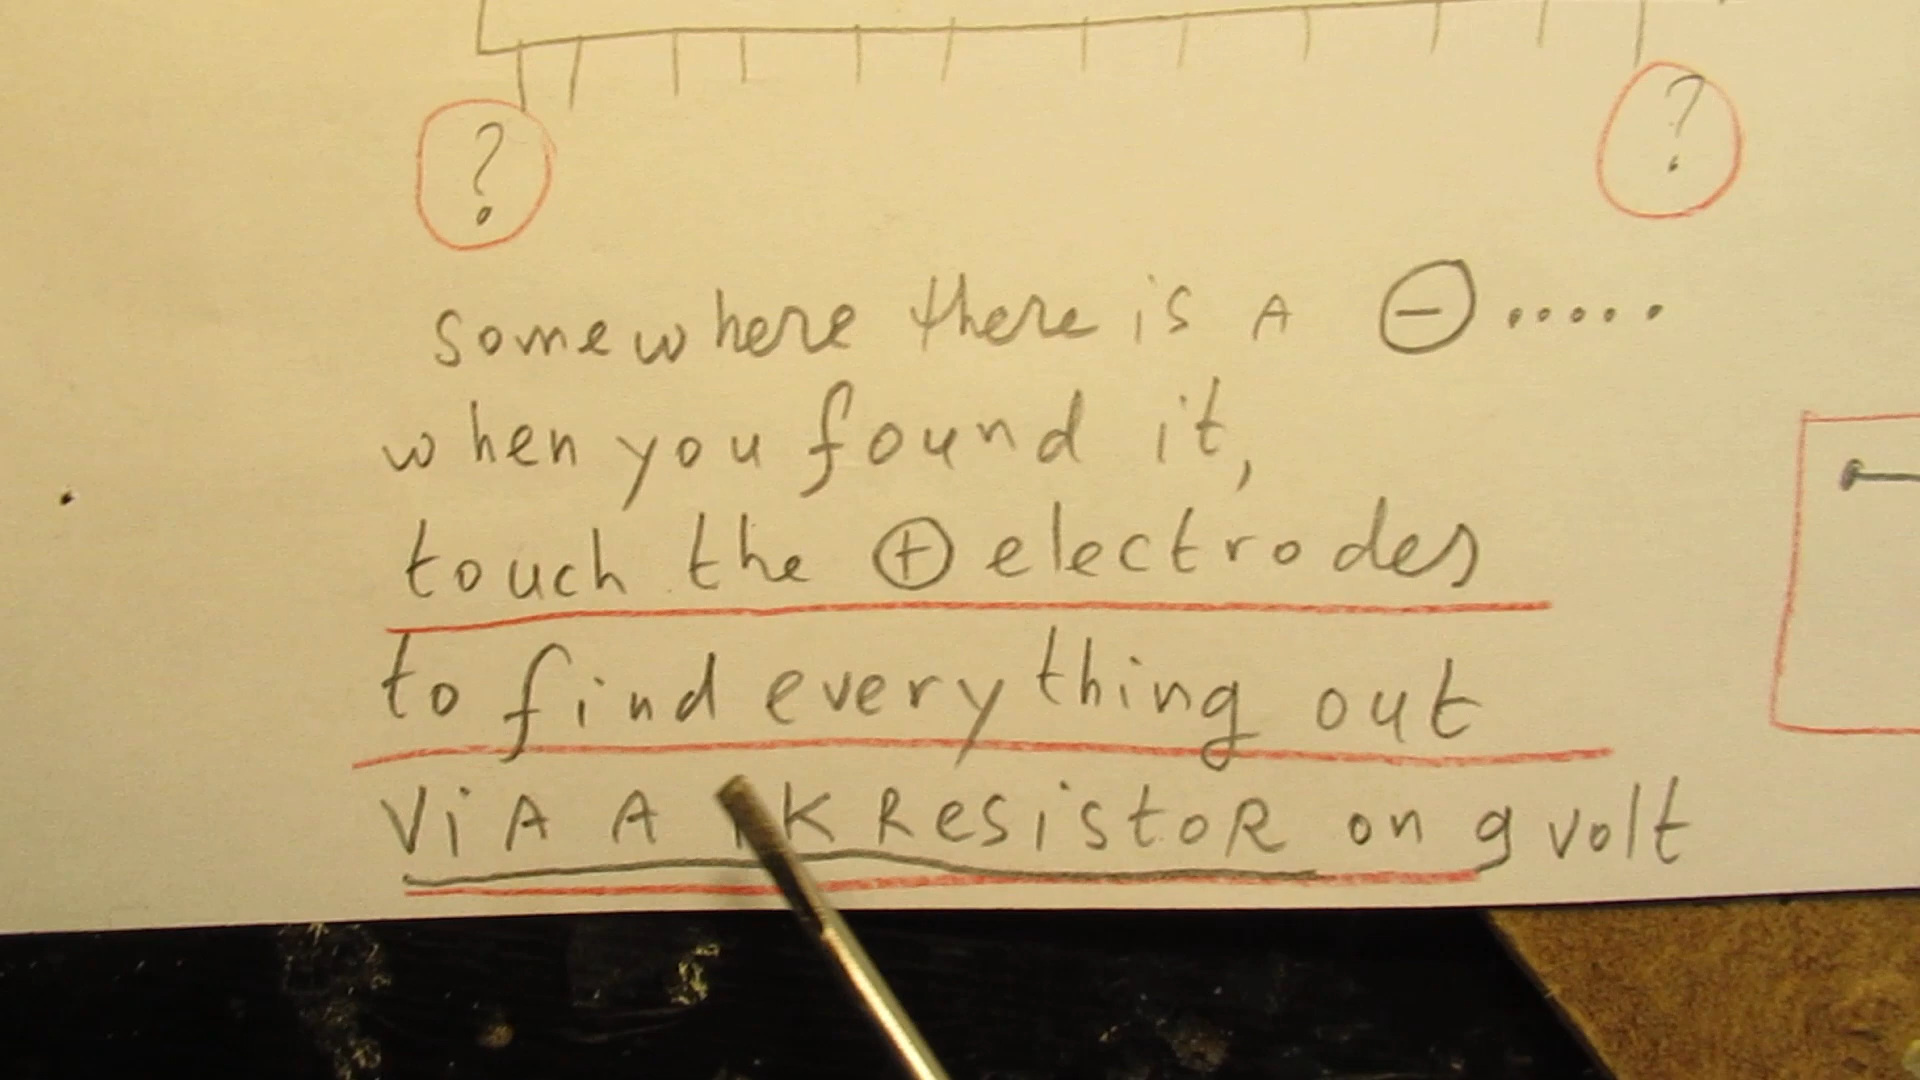 ? ?
somewhere there is A ⊖.....
when you found it,
touch the ⊕ electrodes
to find everything out
ViA A 1K ResistoR on 9 volt